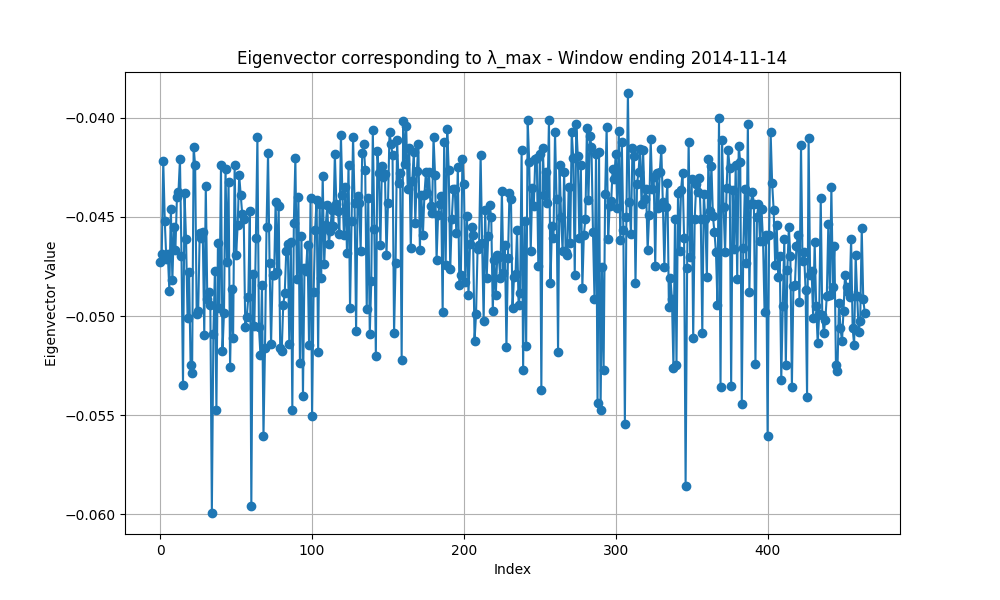 Eigenvector corresponding to λ_max - Window ending 2014-11-14
Eigenvector Value
−0.040
−0.045
−0.050
−0.055
−0.060
0 100 200 300 400
Index